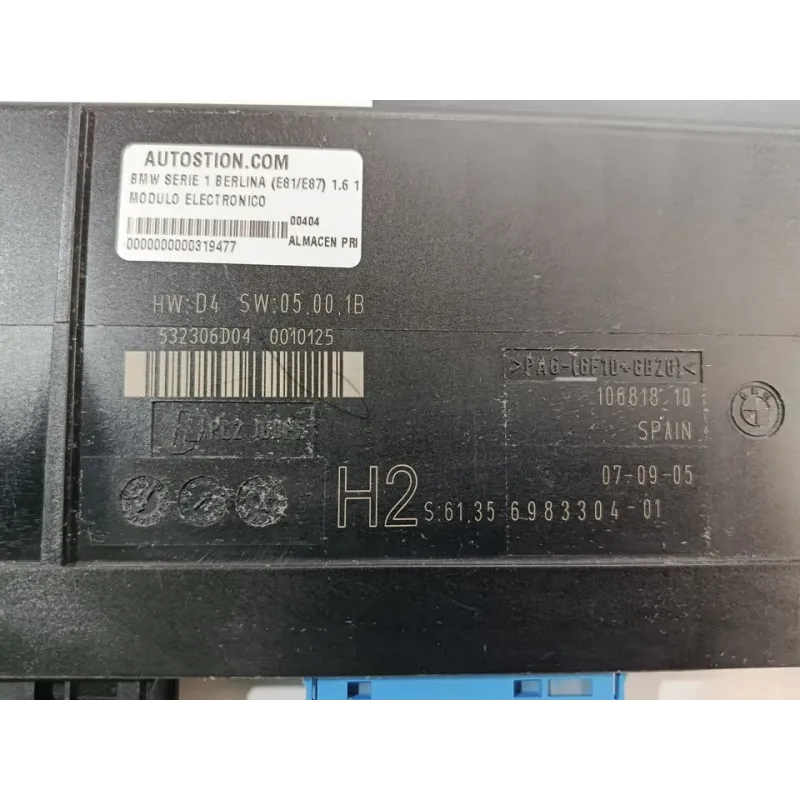 AUTOSTION.COM
BMW SERIE 1 BERLINA (E81/E87) 1.6 1
MODULO ELECTRONICO
00404
0000000000319477
ALMACEN PRI
HW:D4 SW:05.00.1B
532306D04 0010125
>PA6-(GF10+GB20)<
106818.10
SPAIN
07-09-05
H2 S:61.35 6983304-01